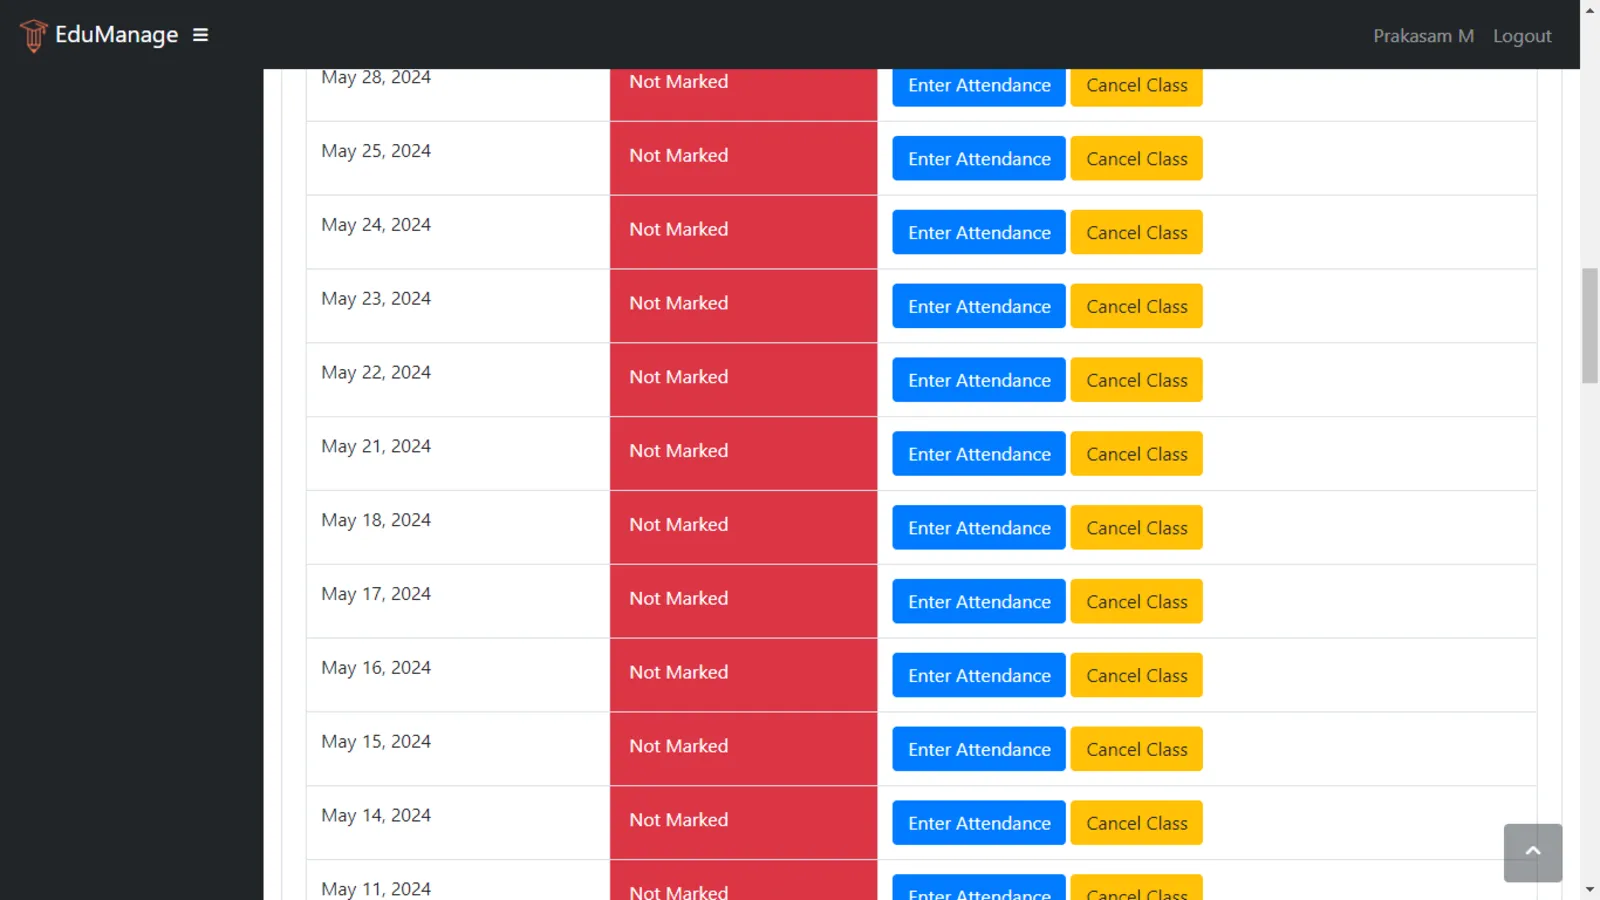 EduManage
Prakasam M Logout
May 28, 2024 Not Marked Enter Attendance Cancel Class
May 25, 2024 Not Marked Enter Attendance Cancel Class
May 24, 2024 Not Marked Enter Attendance Cancel Class
May 23, 2024 Not Marked Enter Attendance Cancel Class
May 22, 2024 Not Marked Enter Attendance Cancel Class
May 21, 2024 Not Marked Enter Attendance Cancel Class
May 18, 2024 Not Marked Enter Attendance Cancel Class
May 17, 2024 Not Marked Enter Attendance Cancel Class
May 16, 2024 Not Marked Enter Attendance Cancel Class
May 15, 2024 Not Marked Enter Attendance Cancel Class
May 14, 2024 Not Marked Enter Attendance Cancel Class
May 11, 2024 Not Marked Enter Attendance Cancel Class